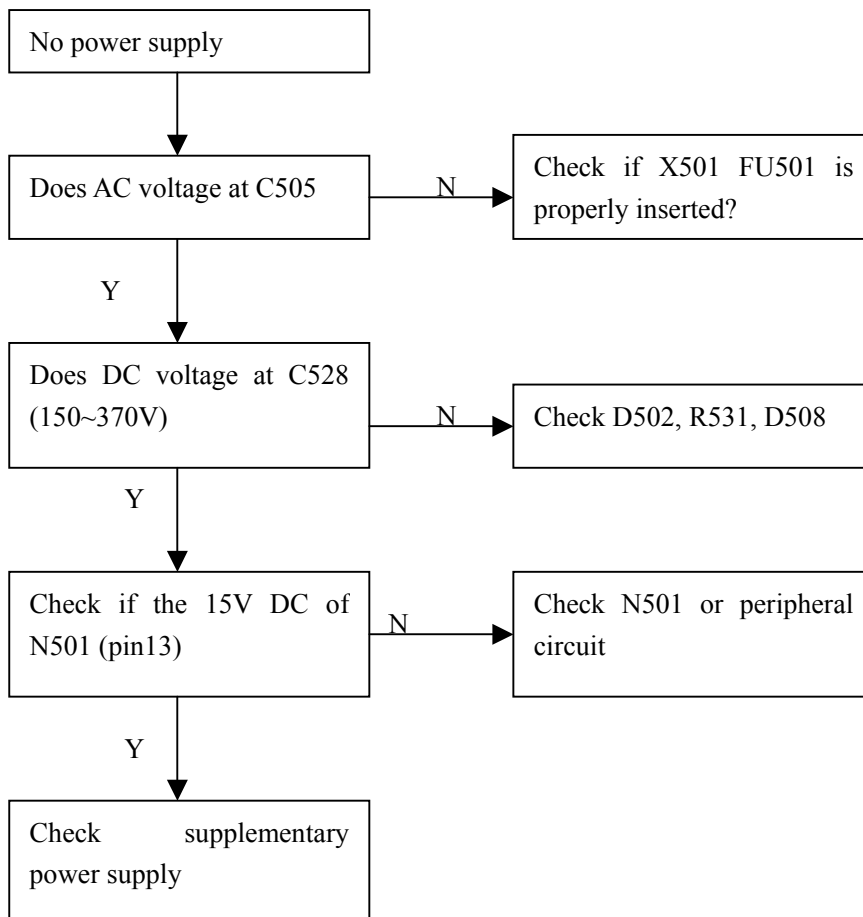 No power supply
Does AC voltage at C505
N
Check if X501 FU501 is
properly inserted?
Y
Does DC voltage at C528
(150~370V)
N
Check D502, R531, D508
Y
Check if the 15V DC of
N501 (pin13)
N
Check N501 or peripheral
circuit
Y
Check supplementary
power supply